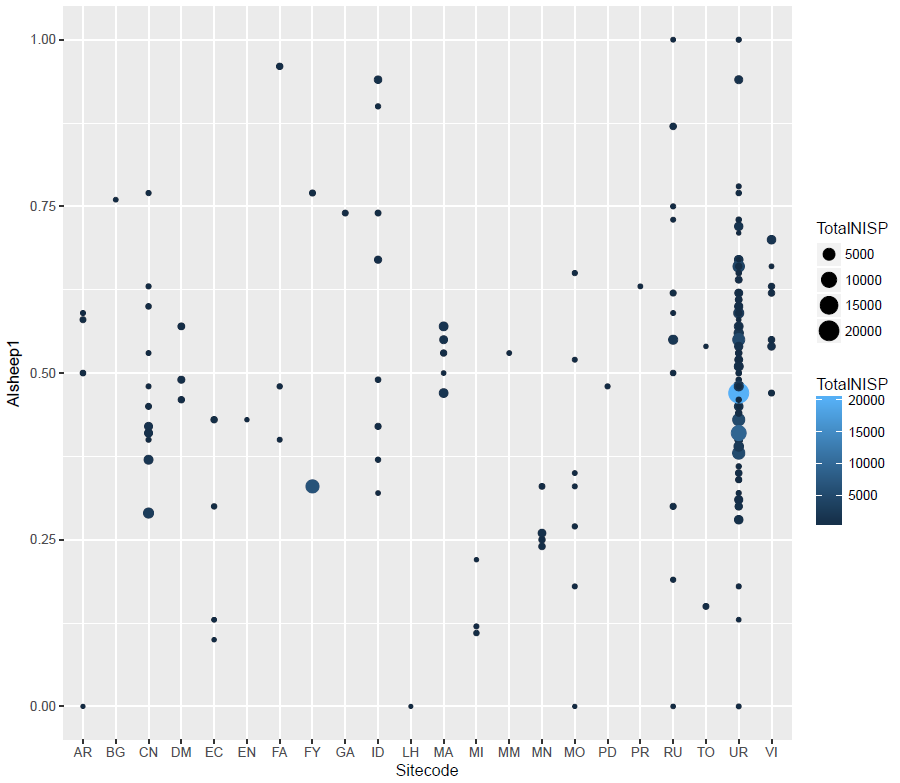 1.00
0.75
0.50
0.25
0.00
AIsheep1
AR BG CN DM EC EN FA FY GA ID LH MA MI MM MN MO PD PR RU TO UR VI
Sitecode
TotalNISP
5000
10000
15000
20000
TotalNISP
20000
15000
10000
5000